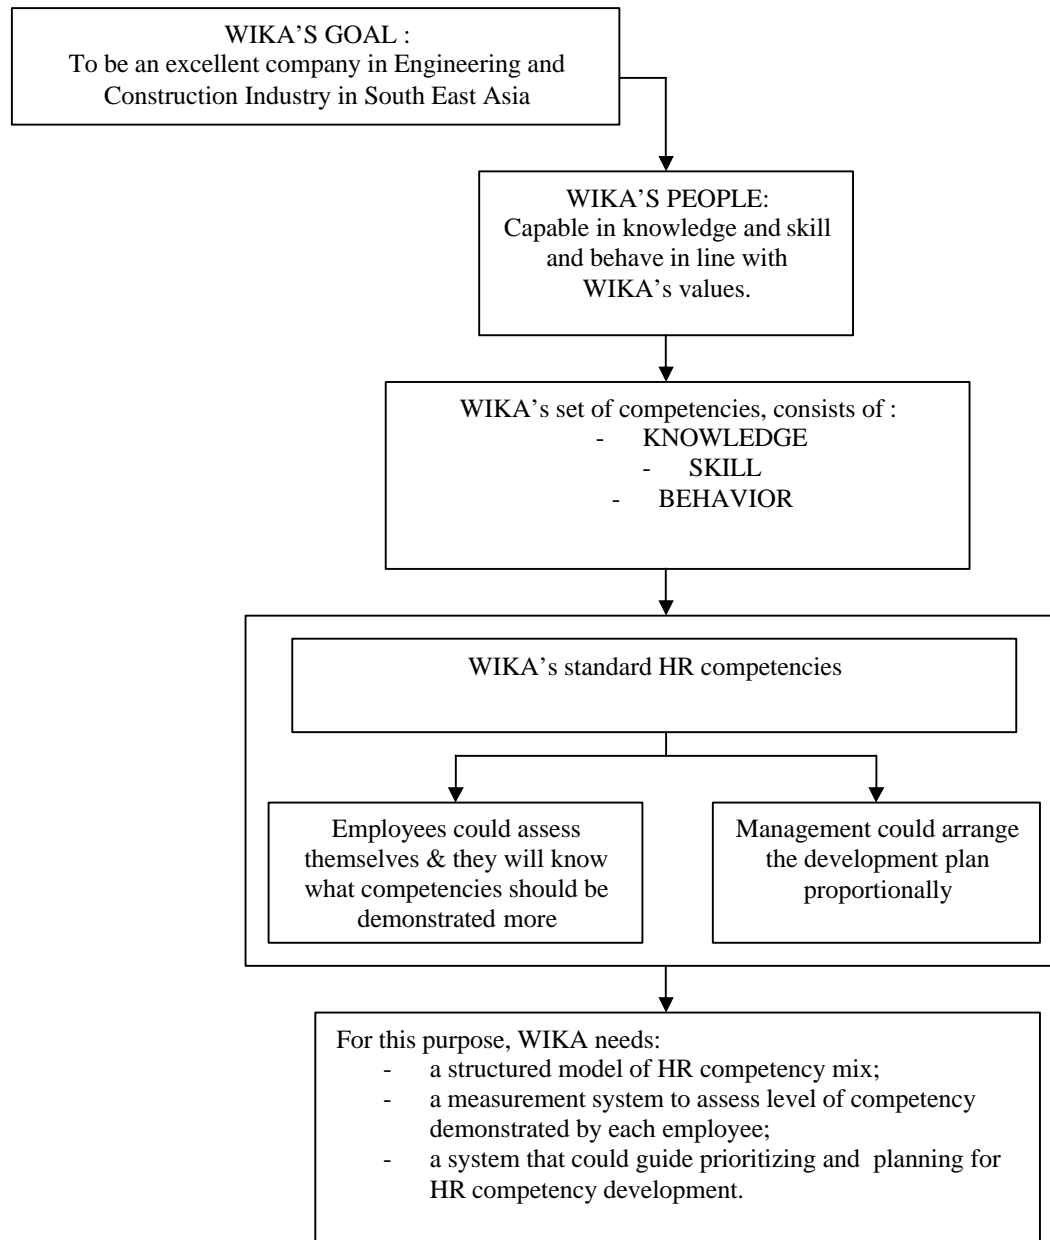 WIKA’S GOAL :
To be an excellent company in Engineering and
Construction Industry in South East Asia
WIKA’S PEOPLE:
Capable in knowledge and skill
and behave in line with
WIKA’s values.
WIKA’s set of competencies, consists of :
- KNOWLEDGE
- SKILL
- BEHAVIOR
WIKA’s standard HR competencies
Employees could assess
themselves & they will know
what competencies should be
demonstrated more
Management could arrange
the development plan
proportionally
For this purpose, WIKA needs:
- a structured model of HR competency mix;
- a measurement system to assess level of competency
demonstrated by each employee;
- a system that could guide prioritizing and planning for
HR competency development.